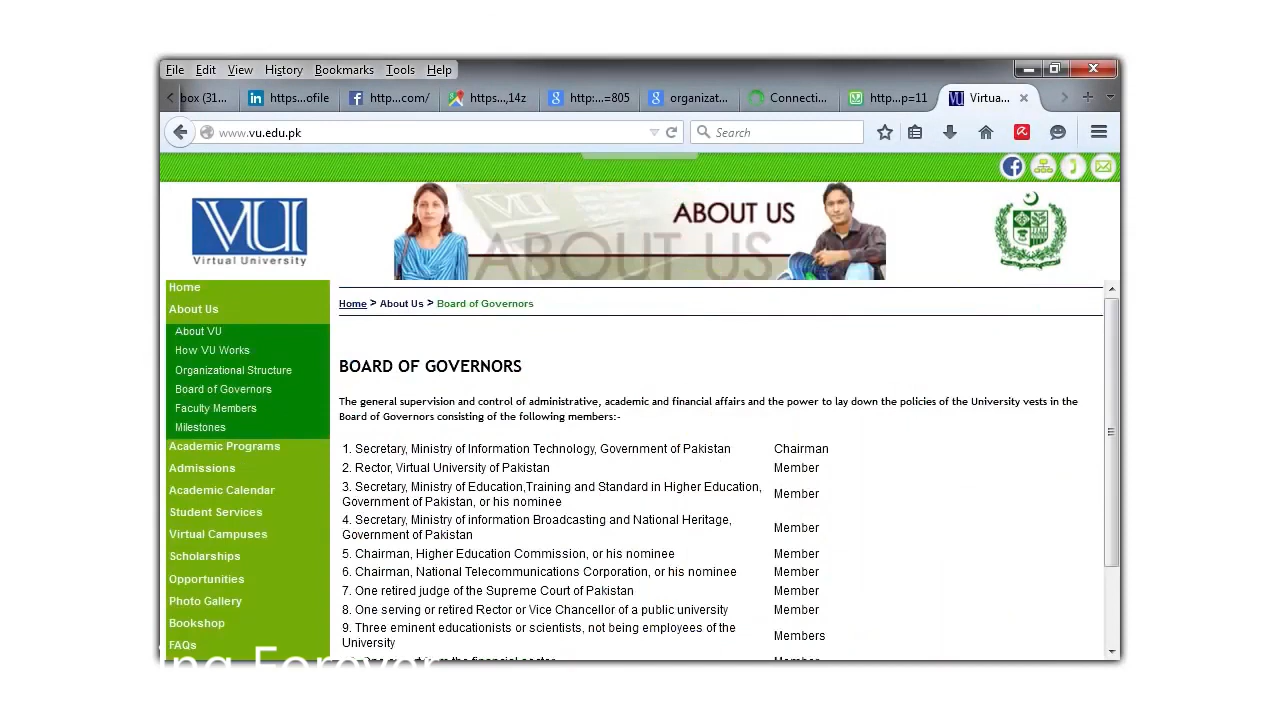 File Edit View History Bookmarks Tools Help
box (31... https...ofile http...com/ https...,14z http:...=805 organizat... Connecti... http...p=11 Virtua...
www.vu.edu.pk Search
VU
Virtual University
VU
ABOUT US
ABOUT US
Home
About Us
About VU
How VU Works
Organizational Structure
Board of Governors
Faculty Members
Milestones
Academic Programs
Admissions
Academic Calendar
Student Services
Virtual Campuses
Scholarships
Opportunities
Photo Gallery
Bookshop
FAQs
Home > About Us > Board of Governors
BOARD OF GOVERNORS
The general supervision and control of administrative, academic and financial affairs and the power to lay down the policies of the University vests in the
Board of Governors consisting of the following members:-
1. Secretary, Ministry of Information Technology, Government of Pakistan Chairman
2. Rector, Virtual University of Pakistan Member
3. Secretary, Ministry of Education,Training and Standard in Higher Education,
Government of Pakistan, or his nominee Member
4. Secretary, Ministry of information Broadcasting and National Heritage,
Government of Pakistan Member
5. Chairman, Higher Education Commission, or his nominee Member
6. Chairman, National Telecommunications Corporation, or his nominee Member
7. One retired judge of the Supreme Court of Pakistan Member
8. One serving or retired Rector or Vice Chancellor of a public university Member
9. Three eminent educationists or scientists, not being employees of the
University Members
ing Forever